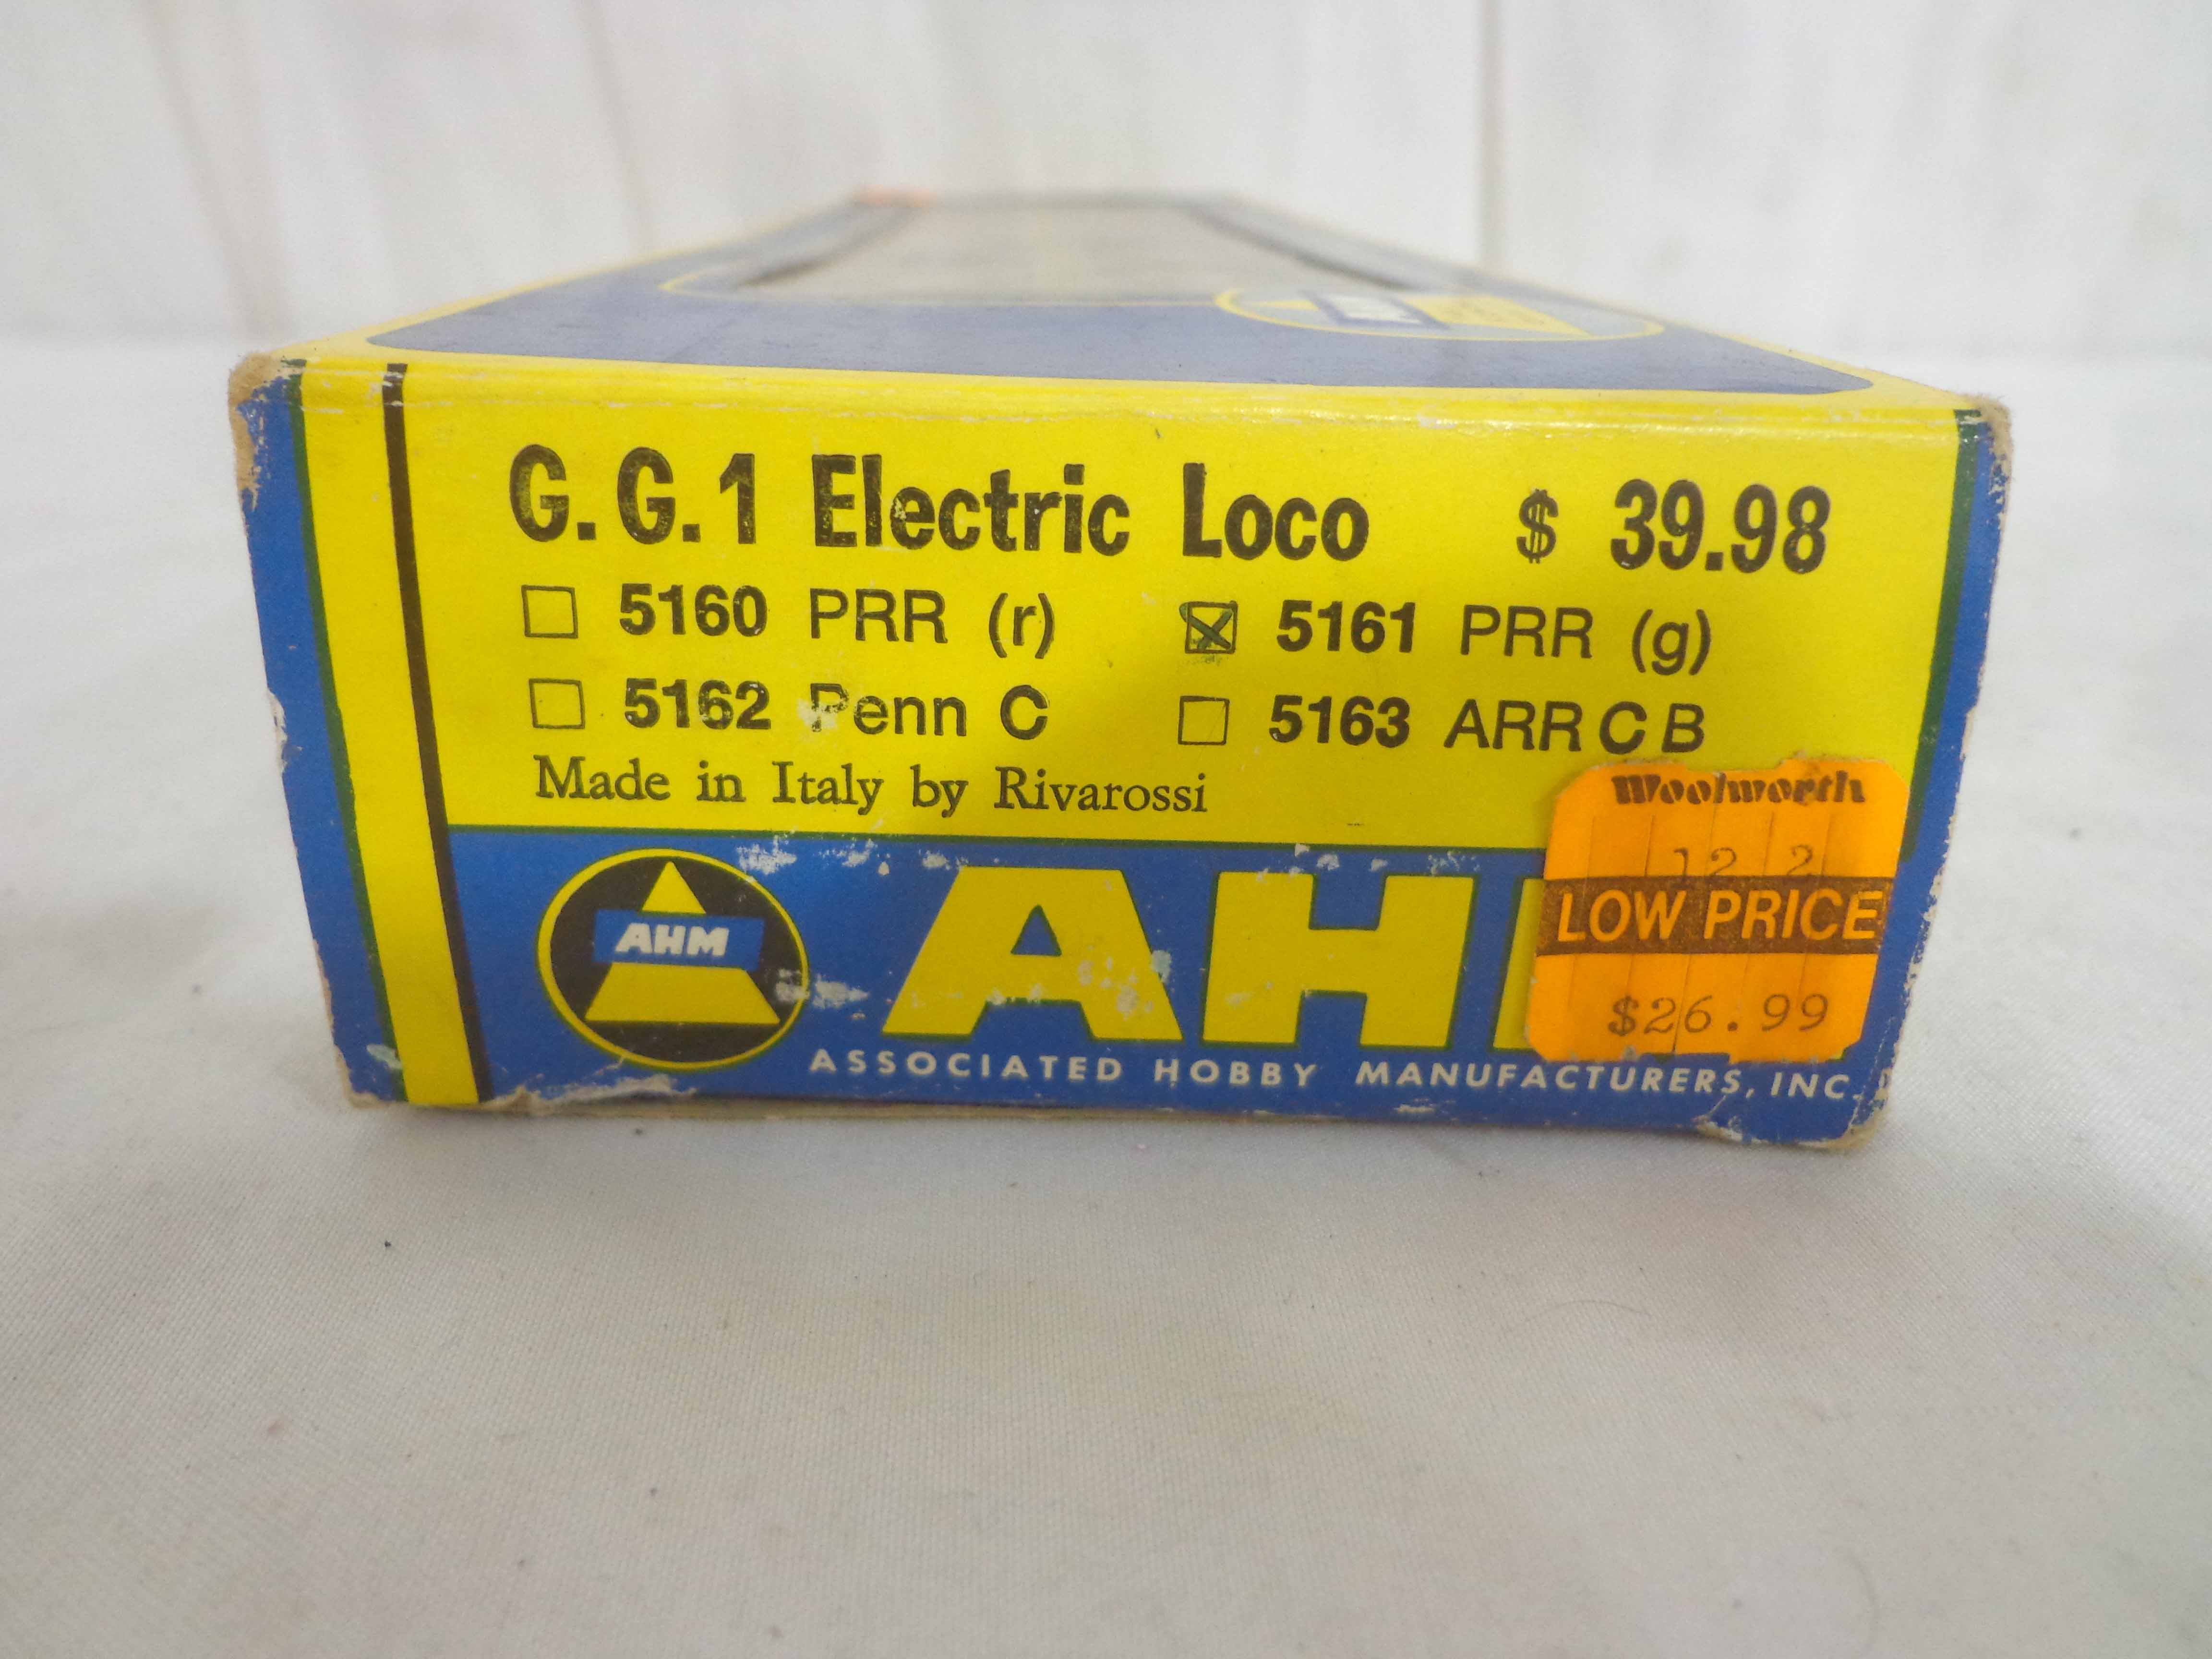 G. G. 1 Electric Loco $ 39.98
5160 PRR (r) 5161 PRR (g)
5162 Penn C 5163 ARR C B
Made in Italy by Rivarossi
AHM
AH
ASSOCIATED HOBBY MANUFACTURERS, INC.
Woolworth
12 2
LOW PRICE
$26.99